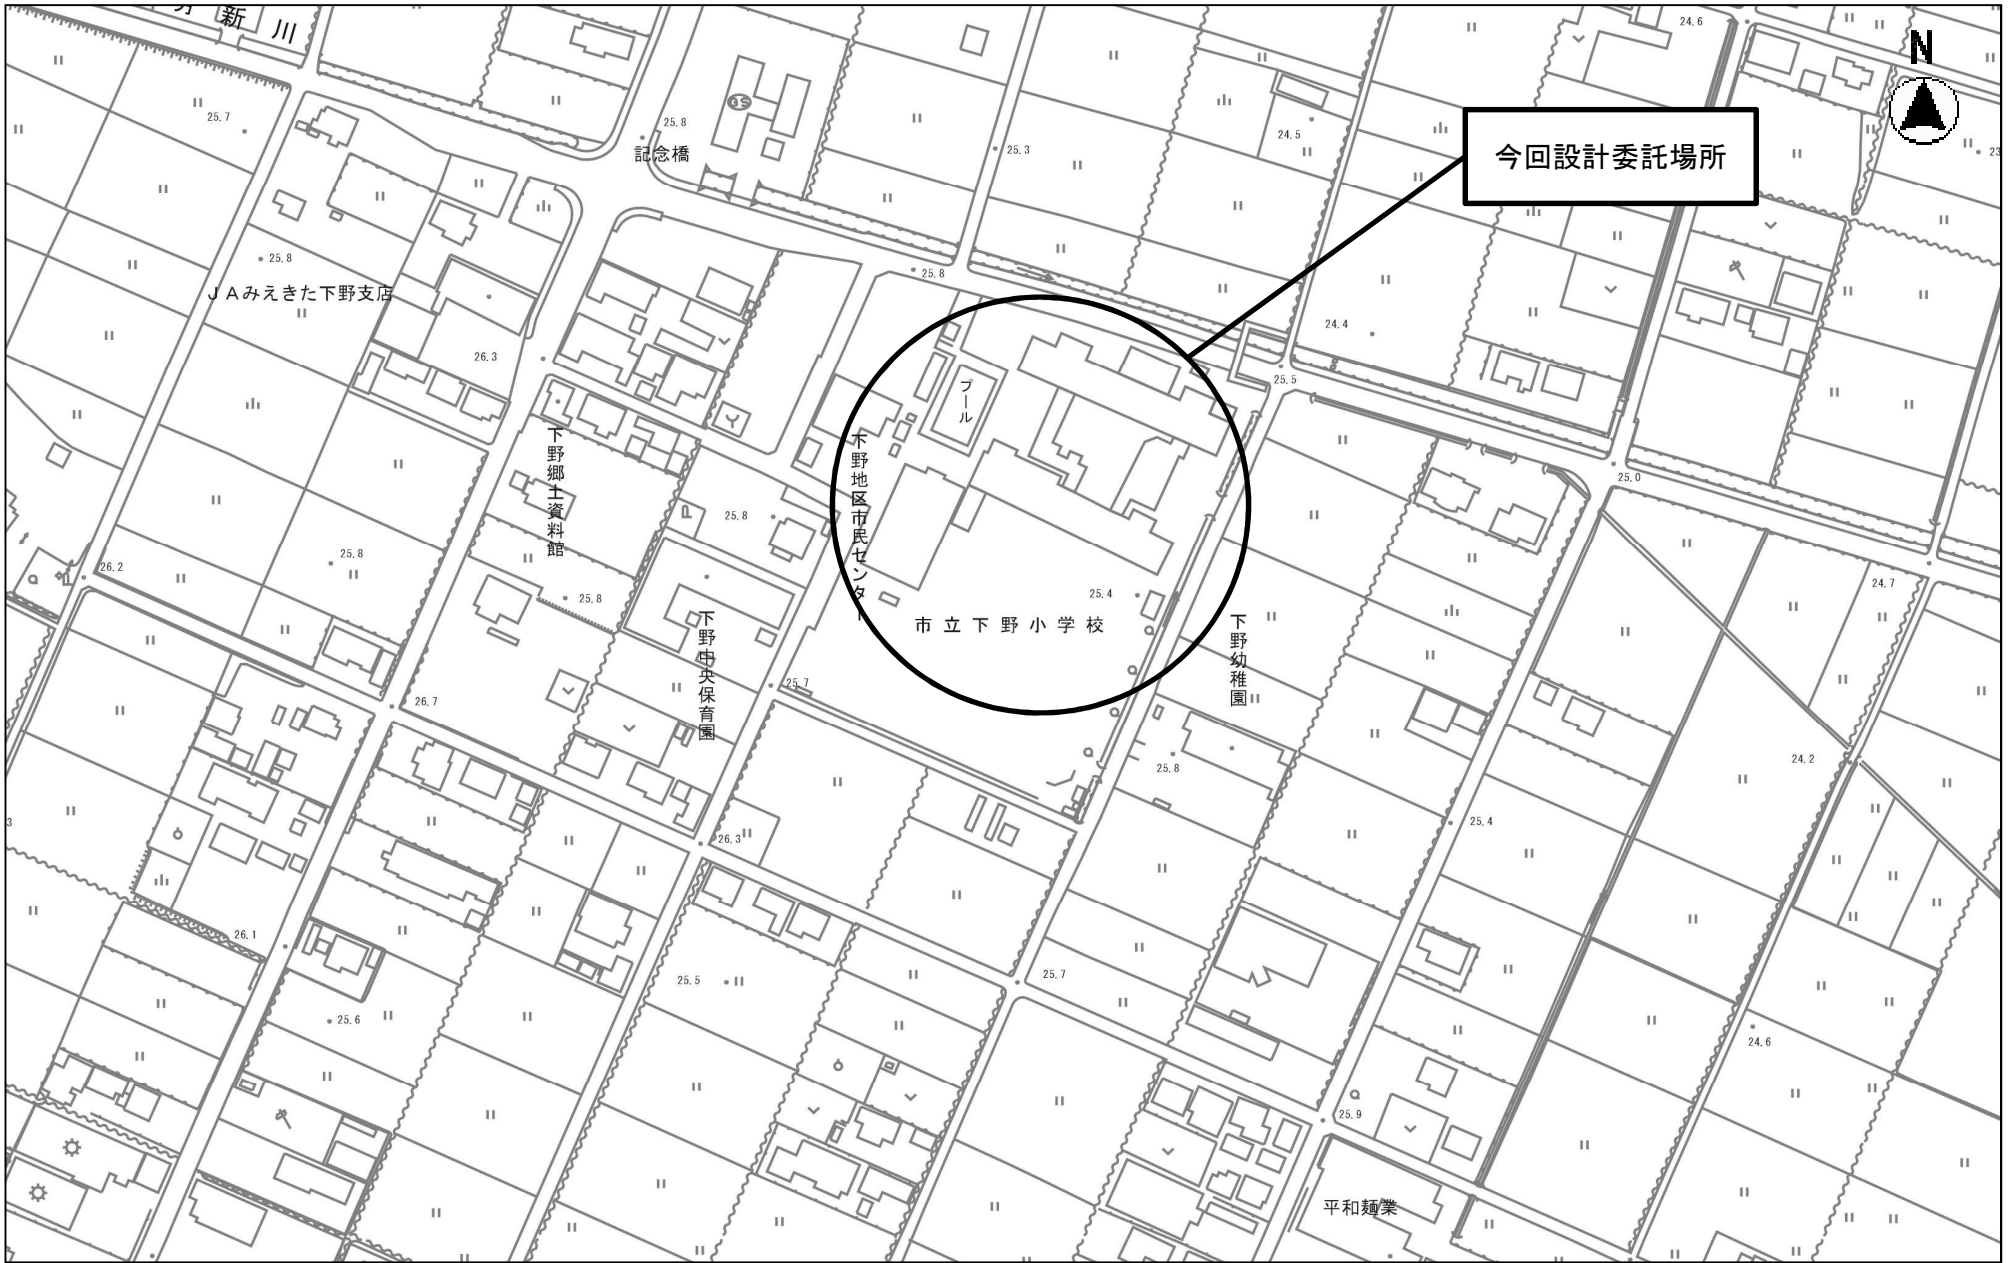 新川
24.6
N
25.7
25.8
記念橋
GS
25.3
24.5
今回設計委託場所
25.8
JAみえきた下野支店
25.8
26.3
24.4
25.5
プール
下野郷土資料館
下野地区市民センター
25.0
25.8
25.8
26.2
25.8
24.7
25.4
市立下野小学校
下野中央保育園
下野幼稚園
25.7
26.7
25.8
24.2
26.3
25.4
26.1
25.5
25.7
25.6
24.6
25.9
平和麺業